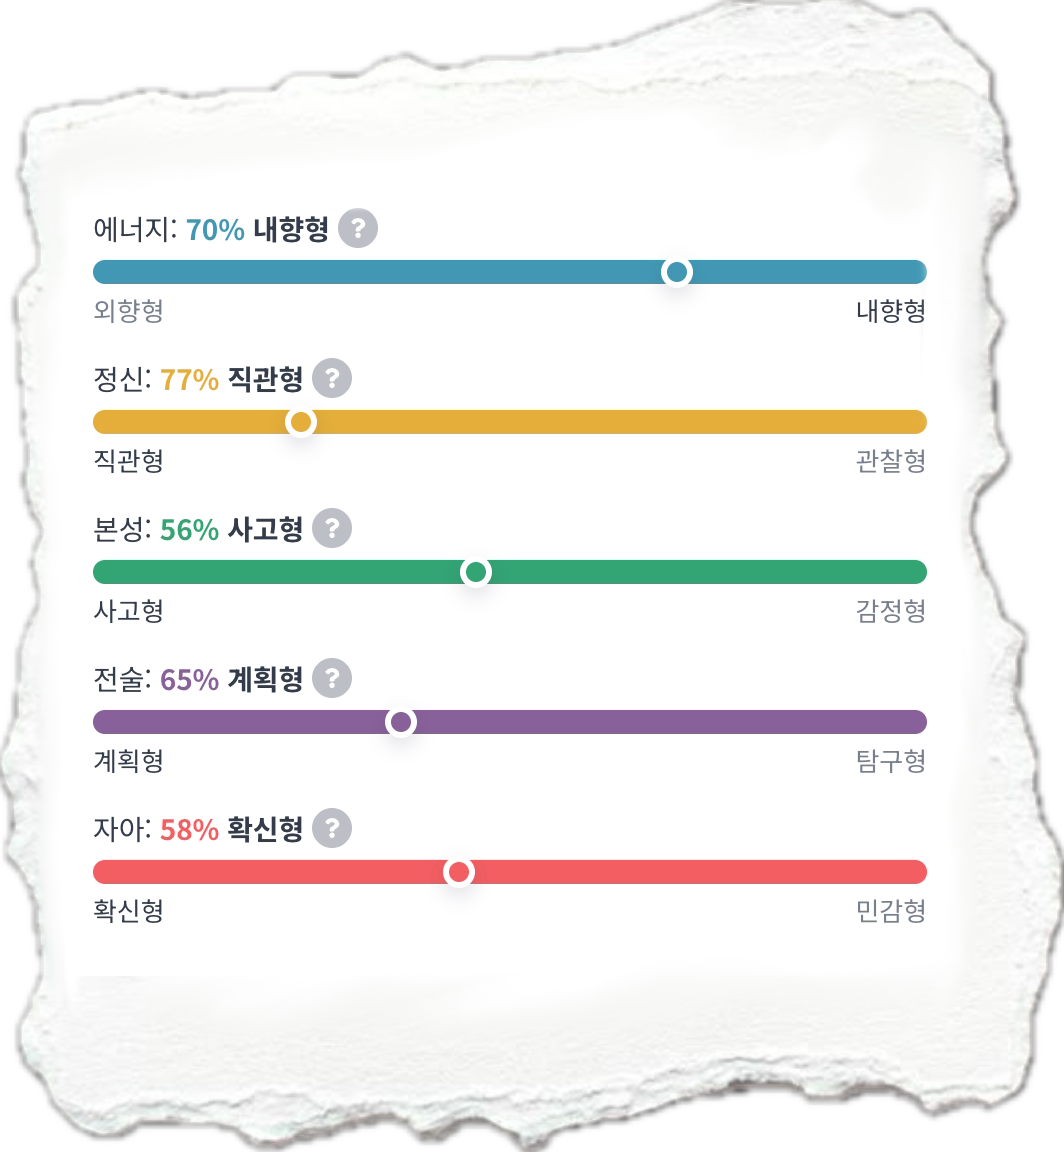 에너지: 70% 내향형 ?
외향형 내향형
정신: 77% 직관형 ?
직관형 관찰형
본성: 56% 사고형 ?
사고형 감정형
전술: 65% 계획형 ?
계획형 탐구형
자아: 58% 확신형 ?
확신형 민감형